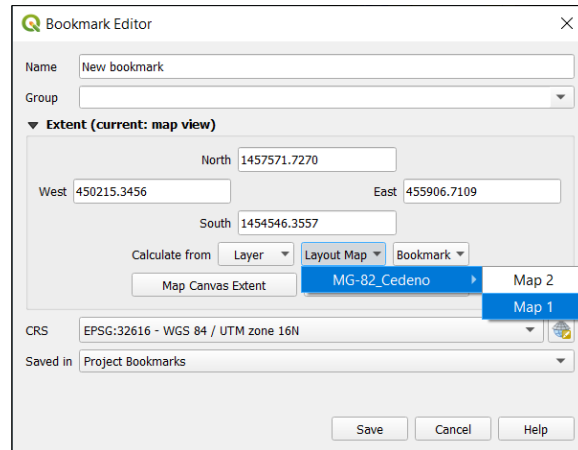 Bookmark Editor
Name New bookmark
Group
Extent (current: map view)
North 1457571.7270
West 450215.3456 East 455906.7109
South 1454546.3557
Calculate from Layer Layout Map Bookmark
Map Canvas Extent MG-82_Cedeno Map 2
Map 1
CRS EPSG:32616 - WGS 84 / UTM zone 16N
Saved in Project Bookmarks
Save Cancel Help